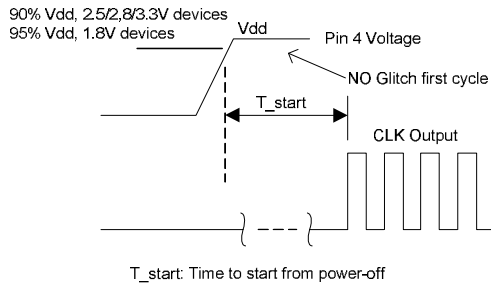 90% Vdd, 2.5/2,8/3.3V devices
95% Vdd, 1.8V devices
Vdd
Pin 4 Voltage
NO Glitch first cycle
T_start
CLK Output
T_start: Time to start from power-off